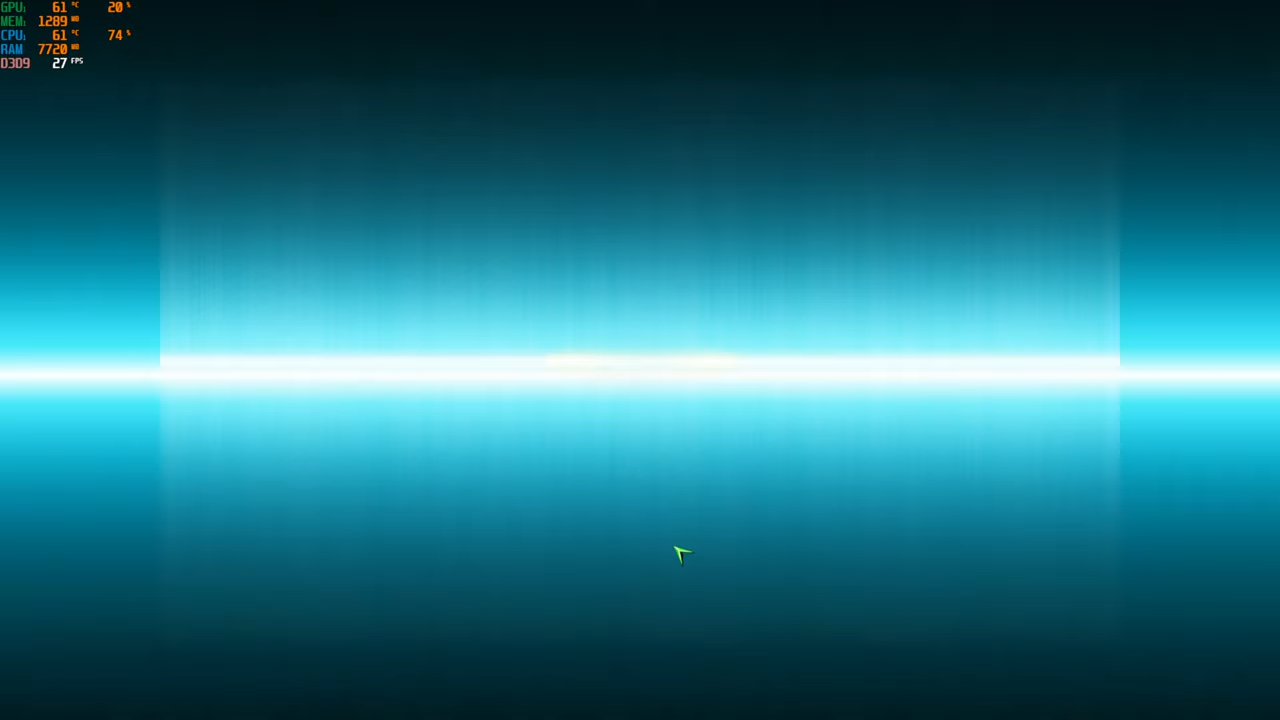 GPU: 61 °C 20 %
MEM: 1289 MB
CPU: 61 °C 74 %
RAM 7720 MB
D3D9 27 FPS